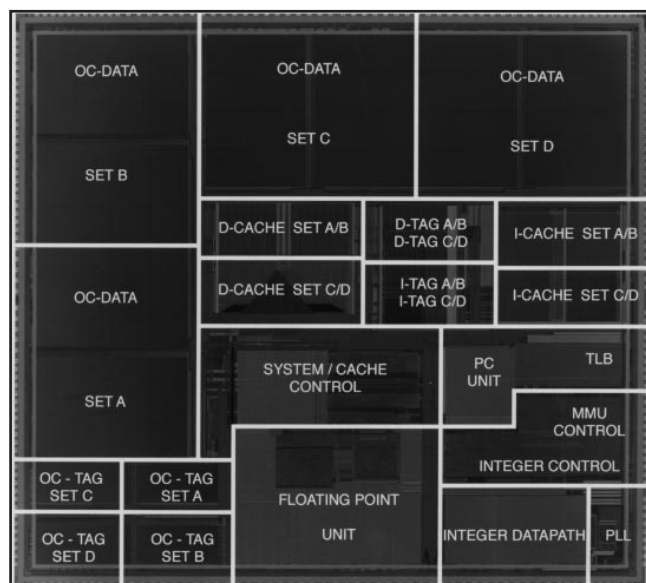 OC-DATA
SET B
OC-DATA
SET C
OC-DATA
SET D
D-CACHE SET A/B
D-TAG A/B
D-TAG C/D
I-CACHE SET A/B
D-CACHE SET C/D
I-TAG A/B
I-TAG C/D
I-CACHE SET C/D
OC-DATA
SET A
SYSTEM / CACHE
CONTROL
PC
UNIT
TLB
MMU
CONTROL
INTEGER CONTROL
OC - TAG
SET C
OC - TAG
SET A
FLOATING POINT
UNIT
OC - TAG
SET D
OC - TAG
SET B
INTEGER DATAPATH
PLL